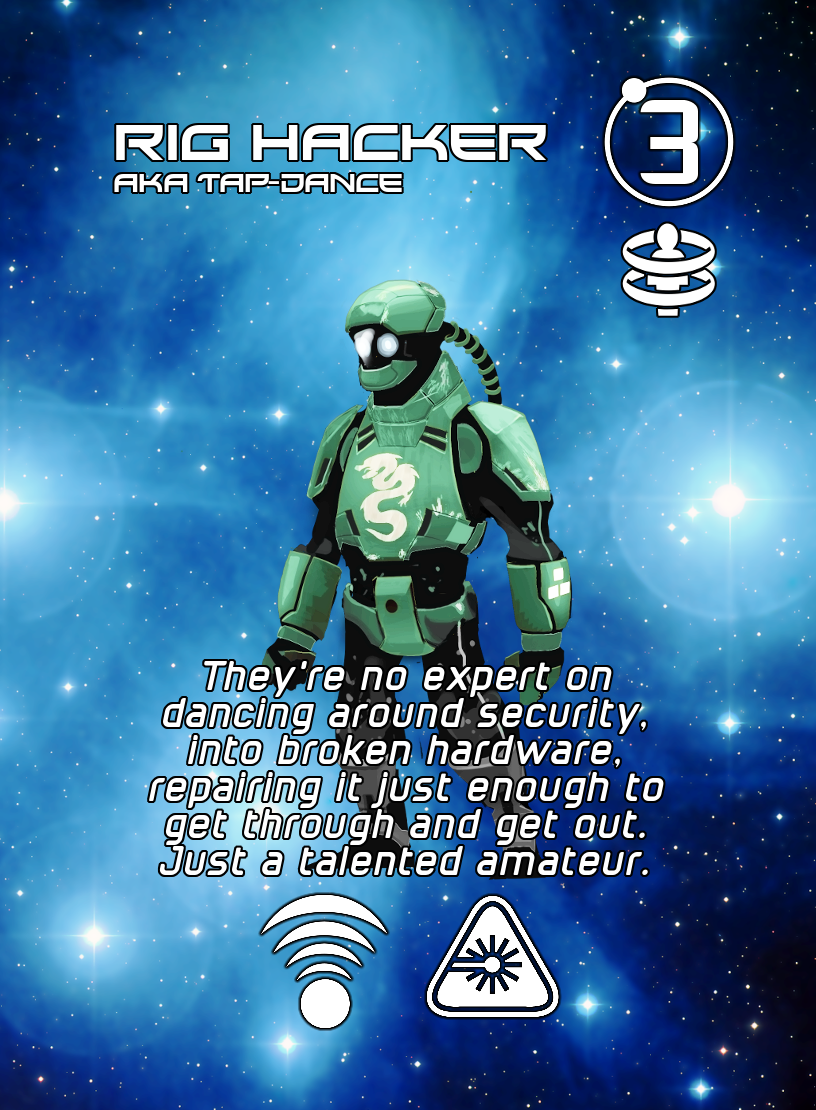 RIG HACKER
AKA TAP-DANCE
3
They're no expert on
dancing around security,
into broken hardware,
repairing it just enough to
get through and get out.
Just a talented amateur.